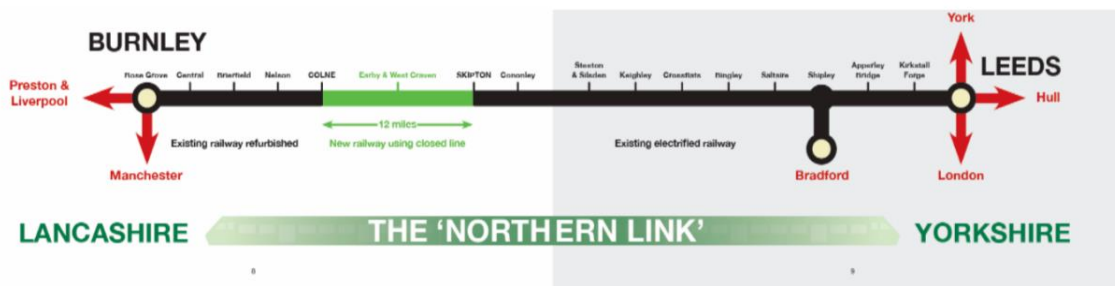 York
BURNLEY
LEEDS
Preston &
Liverpool
Rose Grove
Central
Brierfield
Nelson
COLNE
Earby & West Craven
SKIPTON
Cononley
Steeton
& Silsden
Keighley
Crossflatts
Bingley
Saltaire
Shipley
Apperley
Bridge
Kirkstall
Forge
Hull
12 miles
Existing railway refurbished
New railway using closed line
Existing electrified railway
Manchester
Bradford
London
LANCASHIRE
THE ‘NORTHERN LINK’
YORKSHIRE
8
9